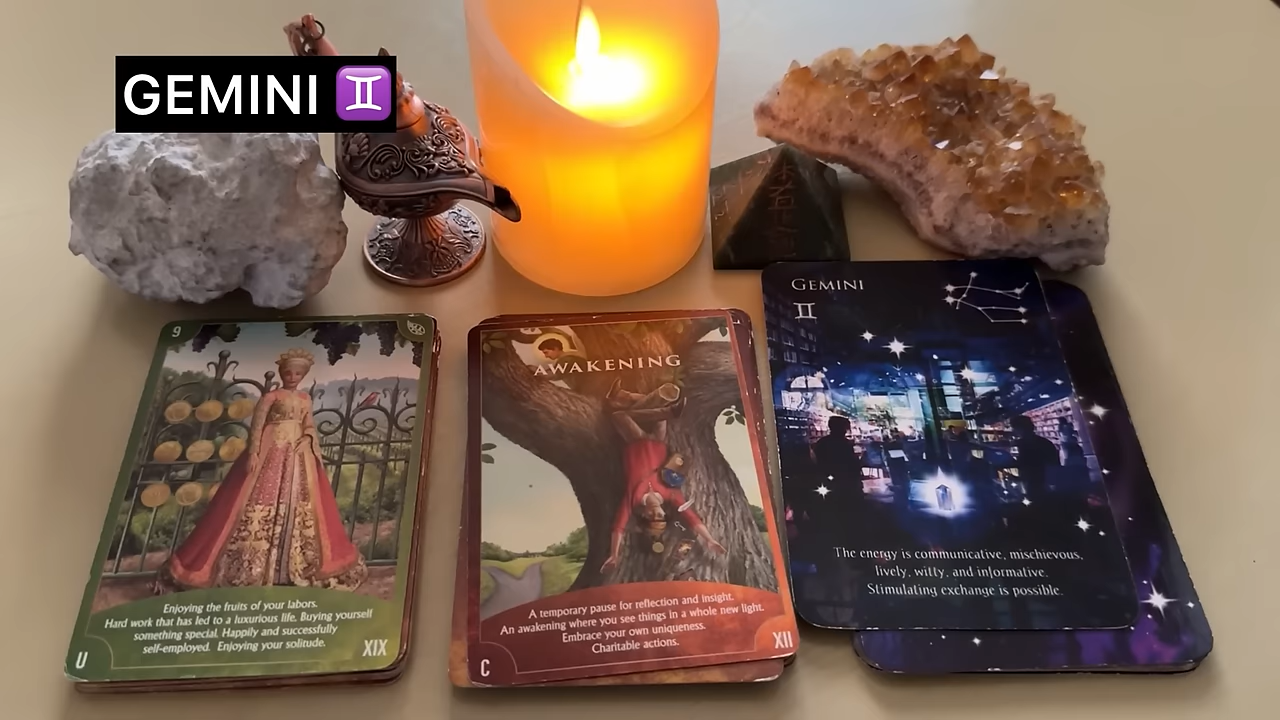 GEMINI ♊
9
Enjoying the fruits of your labors.
Hard work that has led to a luxurious life. Buying yourself
something special. Happily and successfully
self-employed. Enjoying your solitude.
U
XIX
AWAKENING
A temporary pause for reflection and insight.
An awakening where you see things in a whole new light.
Embrace your own uniqueness.
Charitable actions.
C
XII
GEMINI
♊
The energy is communicative, mischievous,
lively, witty, and informative.
Stimulating exchange is possible.